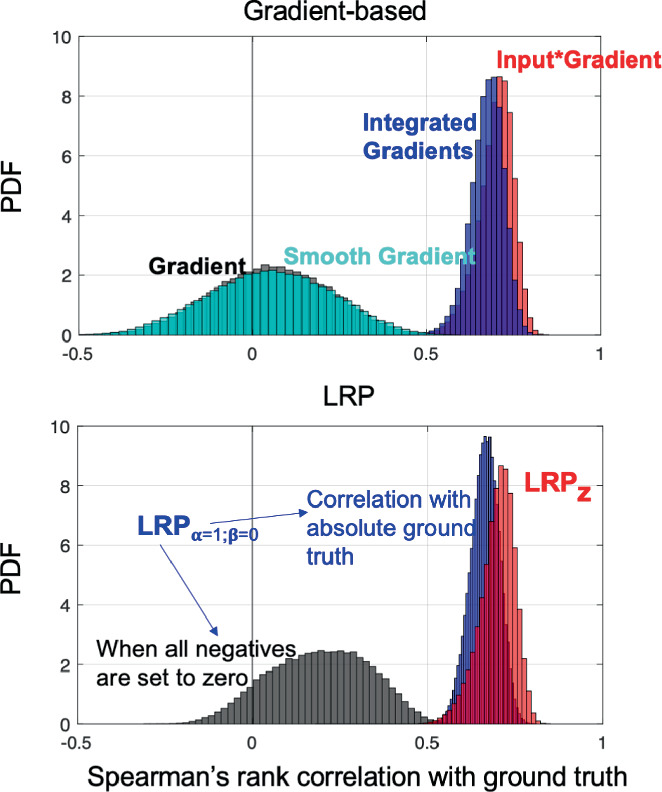 Gradient-based
10
8
6
4
2
0
PDF
Input*Gradient
Integrated
Gradients
Gradient
Smooth Gradient
-0.5
0
0.5
1
LRP
10
8
6
4
2
0
PDF
LRPα=1;β=0
Correlation with
absolute ground
truth
LRPz
When all negatives
are set to zero
-0.5
0
0.5
1
Spearman's rank correlation with ground truth